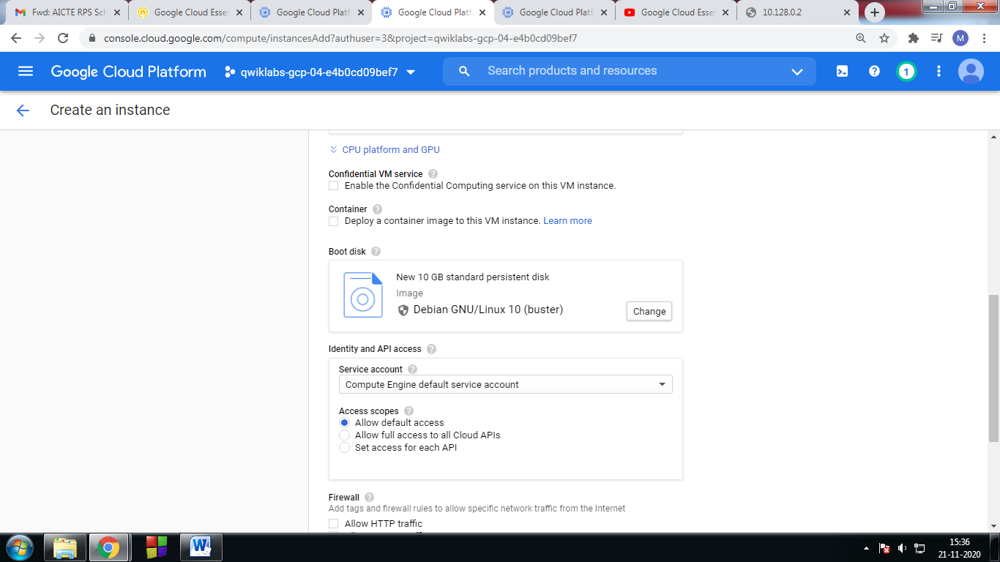 Fwd: AICTE RPS Sch
Google Cloud Essen
Google Cloud Platf
Google Cloud Platf
Google Cloud Platf
Google Cloud Essen
10.128.0.2
console.cloud.google.com/compute/instancesAdd?authuser=3&project=qwiklabs-gcp-04-e4b0cd09bef7
M
Google Cloud Platform
qwiklabs-gcp-04-e4b0cd09bef7
Search products and resources
1
Create an instance
CPU platform and GPU
Confidential VM service
Enable the Confidential Computing service on this VM instance.
Container
Deploy a container image to this VM instance. Learn more
Boot disk
New 10 GB standard persistent disk
Image
Debian GNU/Linux 10 (buster)
Change
Identity and API access
Service account
Compute Engine default service account
Access scopes
Allow default access
Allow full access to all Cloud APIs
Set access for each API
Firewall
Add tags and firewall rules to allow specific network traffic from the Internet
Allow HTTP traffic
15:36
21-11-2020